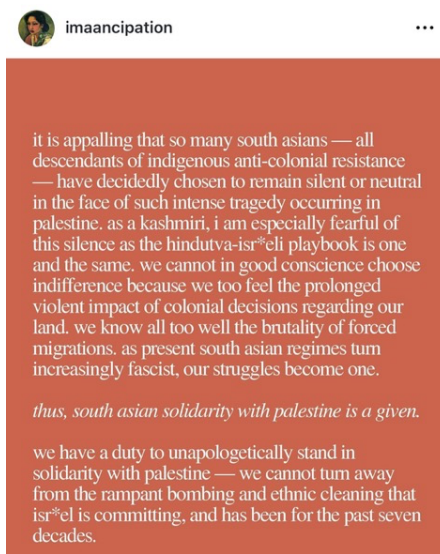 imaancipation
it is appalling that so many south asians — all
descendants of indigenous anti-colonial resistance
— have decidedly chosen to remain silent or neutral
in the face of such intense tragedy occurring in
palestine. as a kashmiri, i am especially fearful of
this silence as the hindutva-isr*eli playbook is one
and the same. we cannot in good conscience choose
indifference because we too feel the prolonged
violent impact of colonial decisions regarding our
land. we know all too well the brutality of forced
migrations. as present south asian regimes turn
increasingly fascist, our struggles become one.
thus, south asian solidarity with palestine is a given.
we have a duty to unapologetically stand in
solidarity with palestine — we cannot turn away
from the rampant bombing and ethnic cleaning that
isr*el is committing, and has been for the past seven
decades.